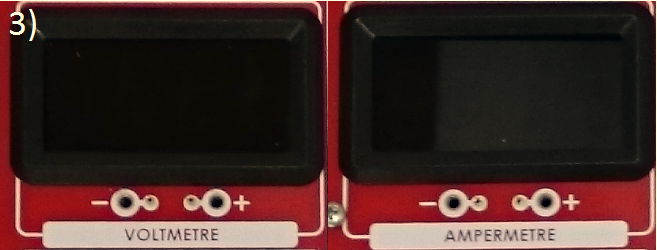 3)
- +
VOLTMETRE
- +
AMPERMETRE